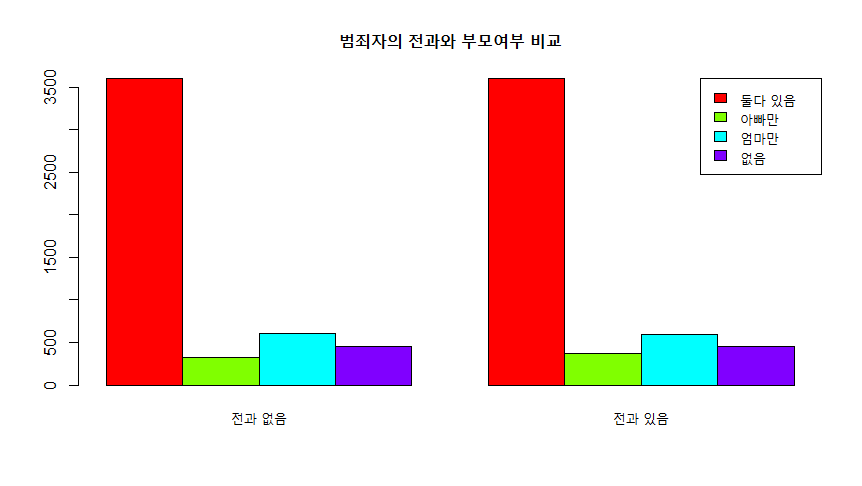 범죄자의 전과와 부모여부 비교
3500
2500
1500
500
0
둘다 있음
아빠만
엄마만
없음
전과 없음
전과 있음